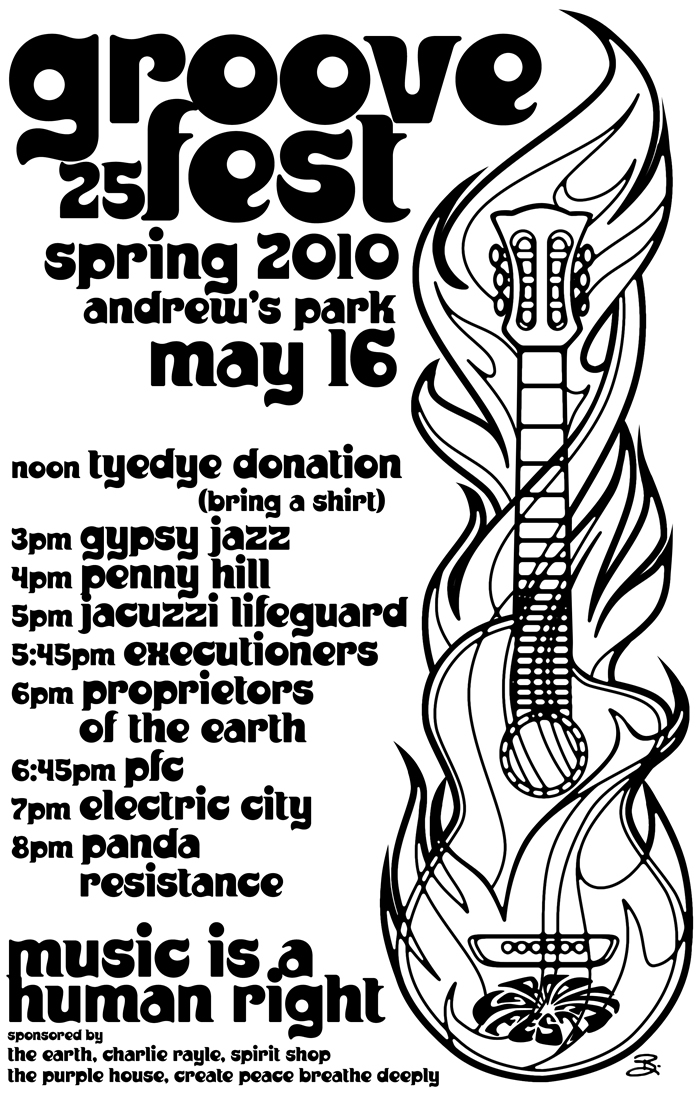 groove
25 fest
spring 2010
andrew's park
may 16
noon tyedye donation
(bring a shirt)
3pm gypsy jazz
4pm penny hill
5pm jacuzzi lifeguard
5:45pm executioners
6pm proprietors
of the earth
6:45pm pfc
7pm electric city
8pm panda
resistance
music is a
human right
sponsored by
the earth, charlie rayle, spirit shop
the purple house, create peace breathe deeply